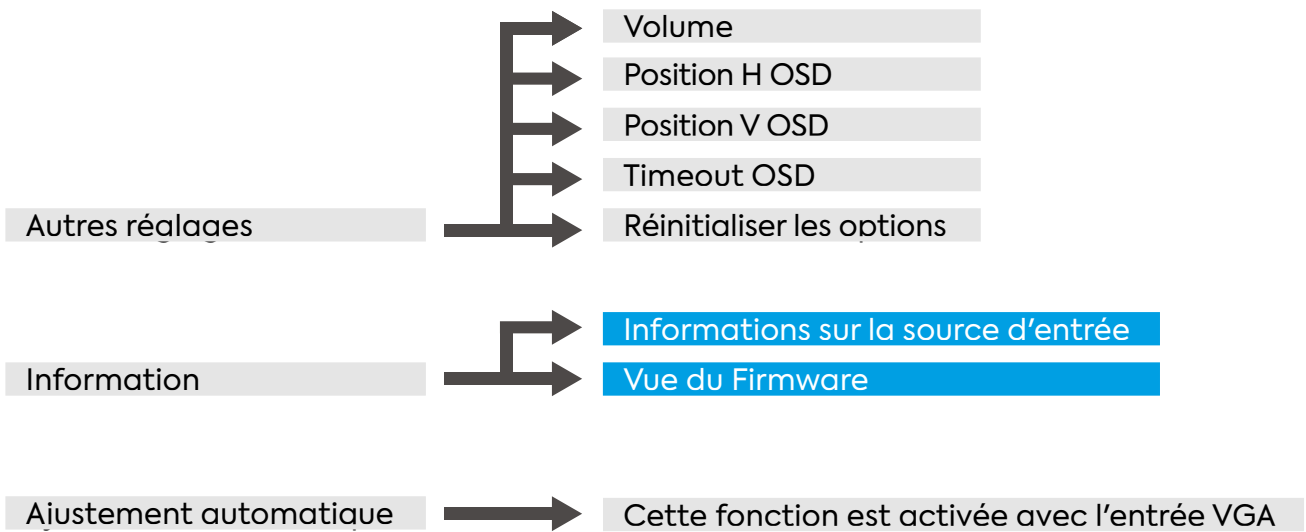 Volume
Position H OSD
Position V OSD
Timeout OSD
Autres réglages
Réinitialiser les options
Informations sur la source d'entrée
Information
Vue du Firmware
Ajustement automatique
Cette fonction est activée avec l'entrée VGA